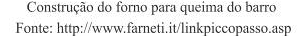 Construção do forno para queima do barro
Fonte: http://www.farneti.it/linkpiccopasso.asp